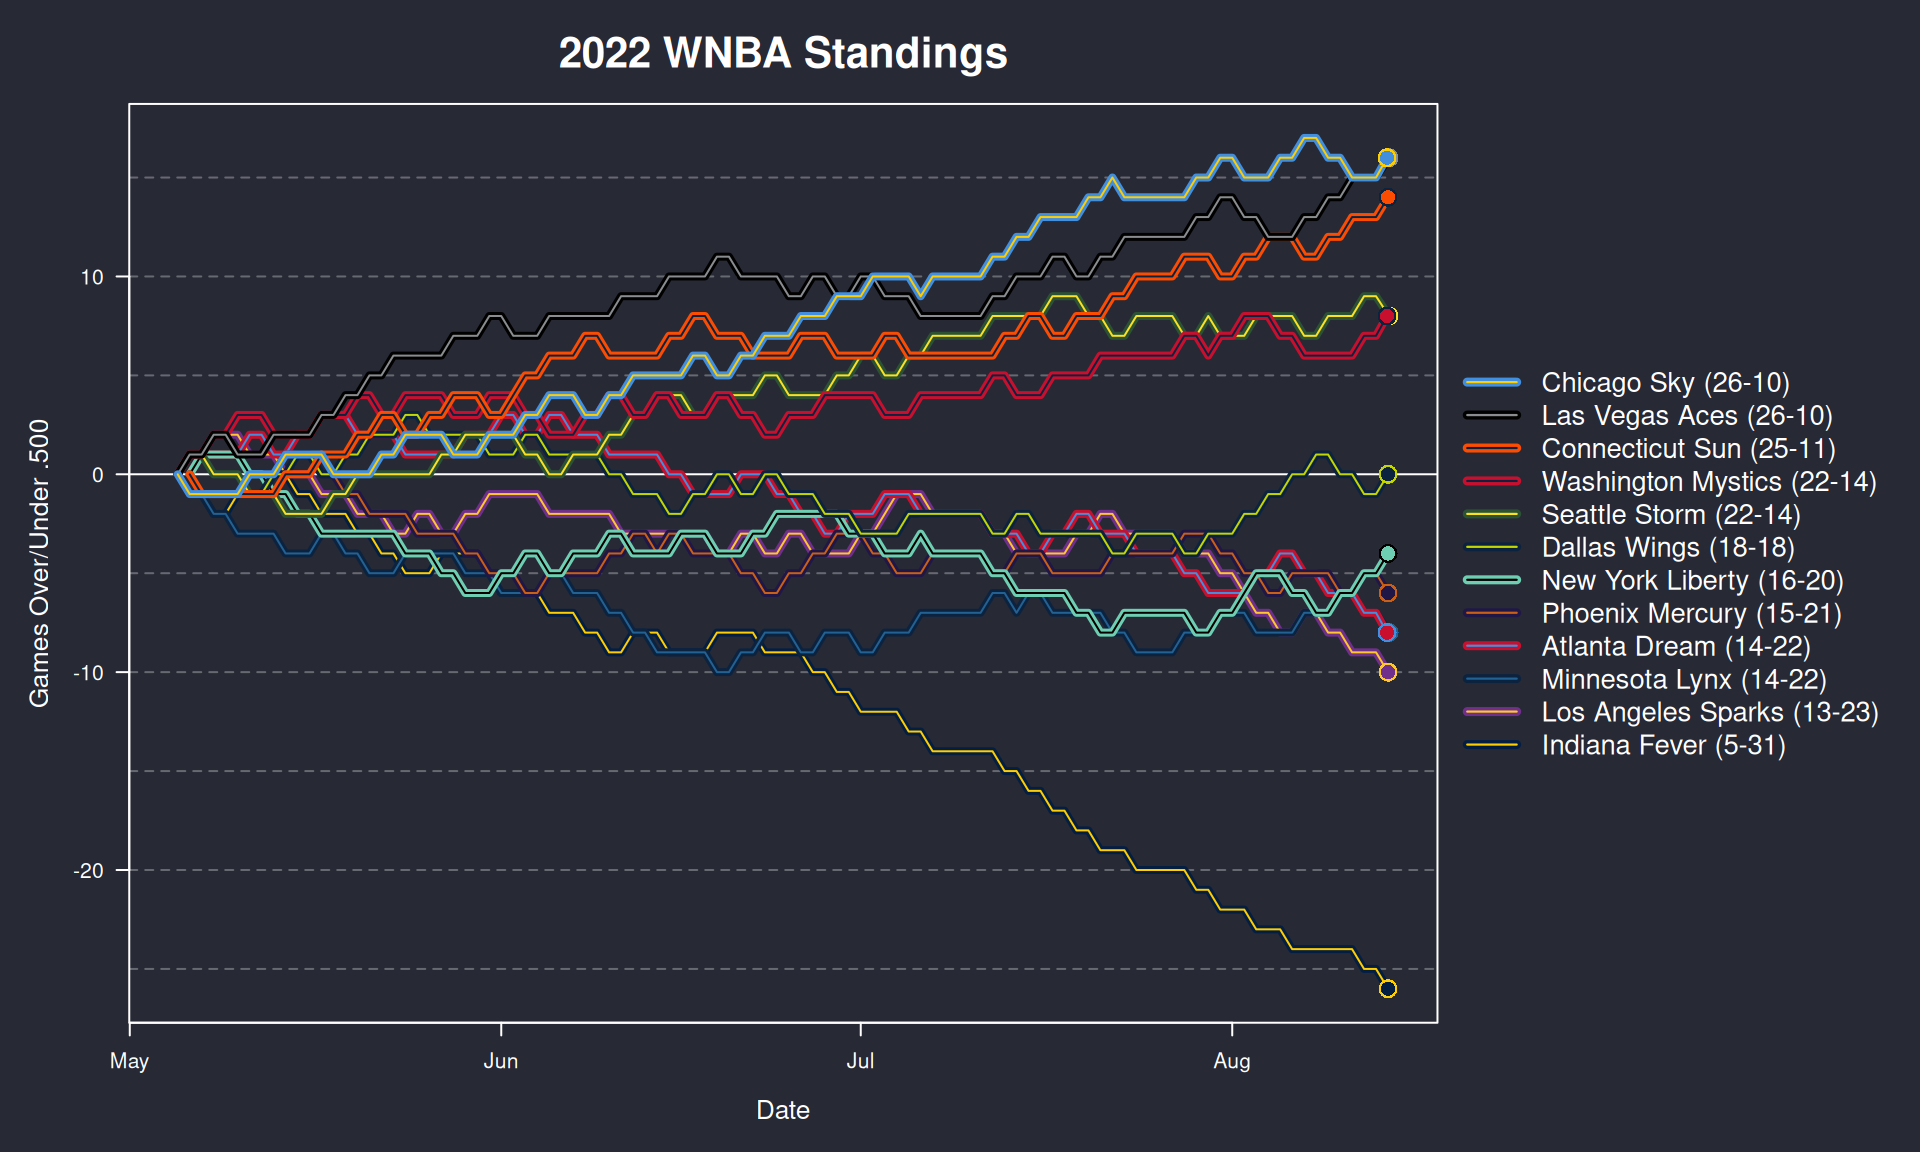 2022 WNBA Standings
Games Over/Under .500
10
0
-10
-20
May
Jun
Jul
Aug
Date
Chicago Sky (26-10)
Las Vegas Aces (26-10)
Connecticut Sun (25-11)
Washington Mystics (22-14)
Seattle Storm (22-14)
Dallas Wings (18-18)
New York Liberty (16-20)
Phoenix Mercury (15-21)
Atlanta Dream (14-22)
Minnesota Lynx (14-22)
Los Angeles Sparks (13-23)
Indiana Fever (5-31)